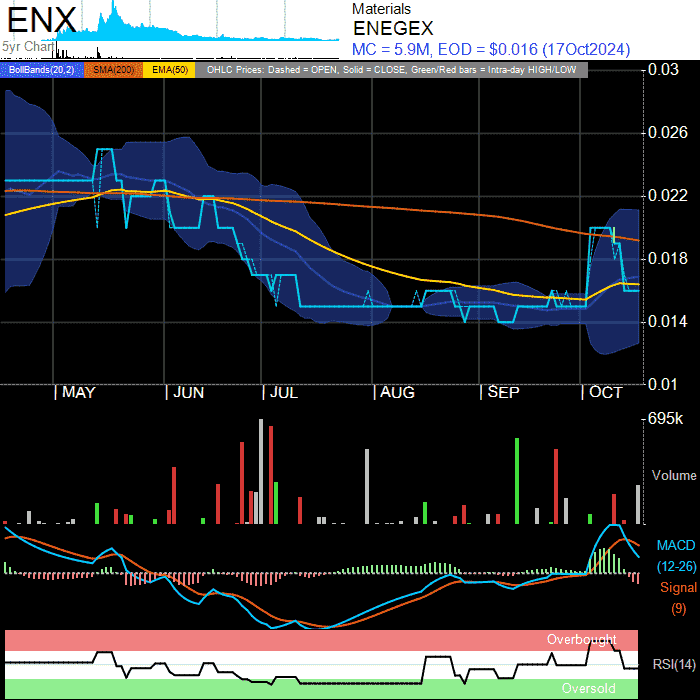 ENX
5yr Chart
Materials
ENEGEX
MC = 5.9M, EOD = $0.016 (17Oct2024)
BollBands(20,2) SMA(200) EMA(50) OHLC Prices: Dashed = OPEN, Solid = CLOSE, Green/Red bars = Intra-day HIGH/LOW
0.03
0.026
0.022
0.018
0.014
0.01
MAY JUN JUL AUG SEP OCT
695k
Volume
MACD
(12-26)
Signal
(9)
Overbought
RSI(14)
Oversold